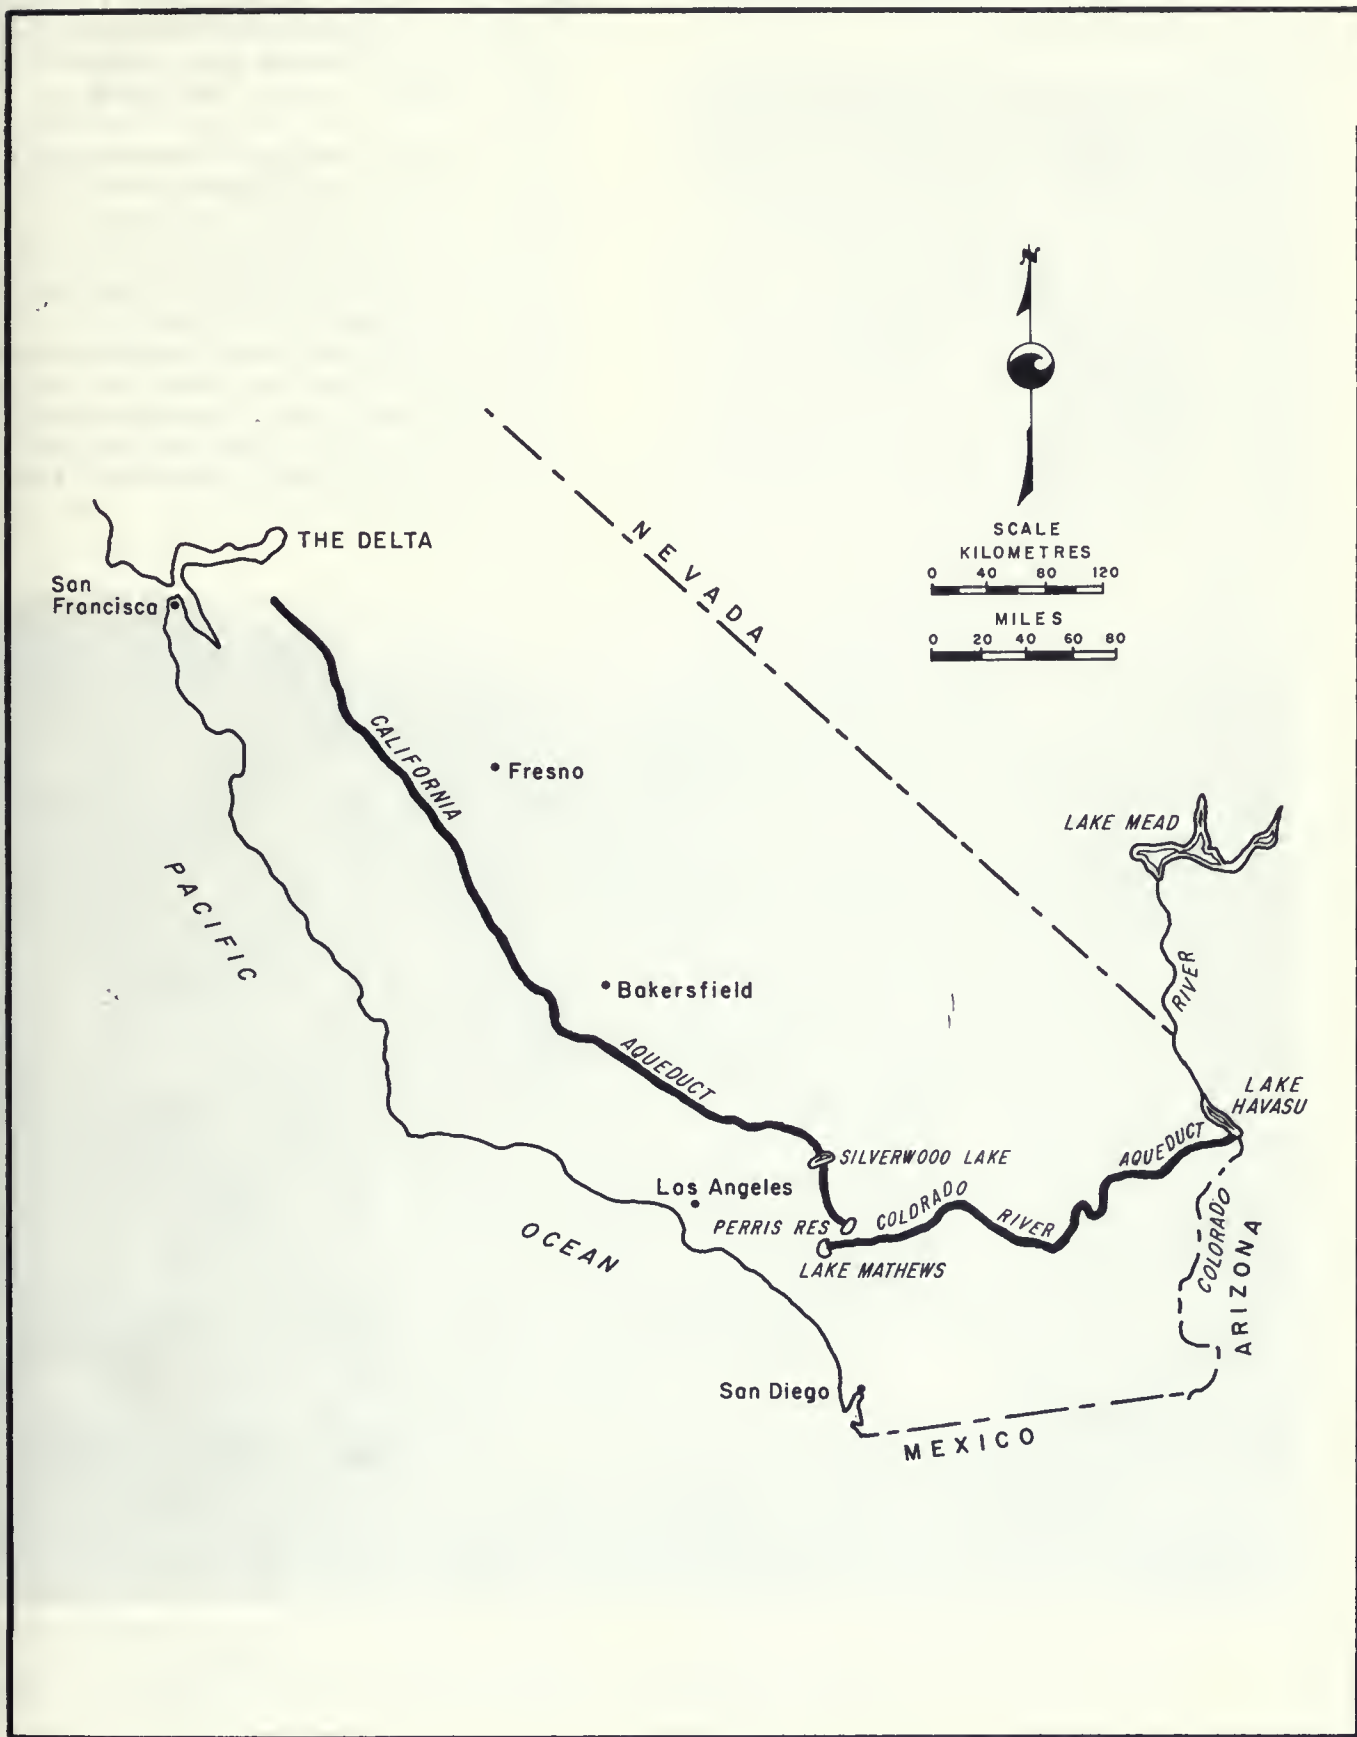 N
SCALE
KILOMETRES
0 40 80 120
MILES
0 20 40 60 80
THE DELTA
San
Francisco
NEVADA
CALIFORNIA
Fresno
LAKE MEAD
PACIFIC
RIVER
Bakersfield
AQUEDUCT
LAKE
HAVASU
AQUEDUCT
SILVERWOOD LAKE
Los Angeles
COLORADO
RIVER
PERRIS RES
COLORADO
ARIZONA
OCEAN
LAKE MATHEWS
San Diego
MEXICO